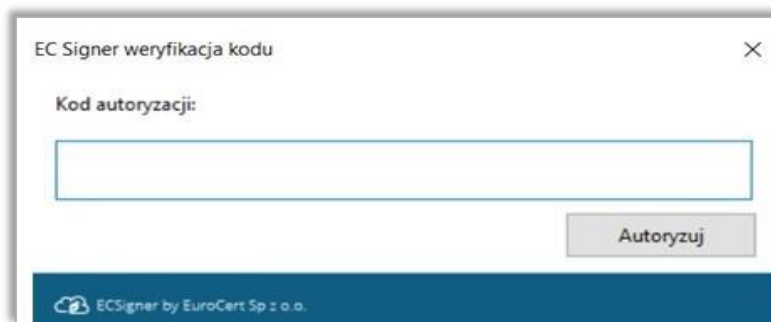 EC Signer weryfikacja kodu
Kod autoryzacji:
Autoryzuj
ECSigner by EuroCert Sp z o.o.